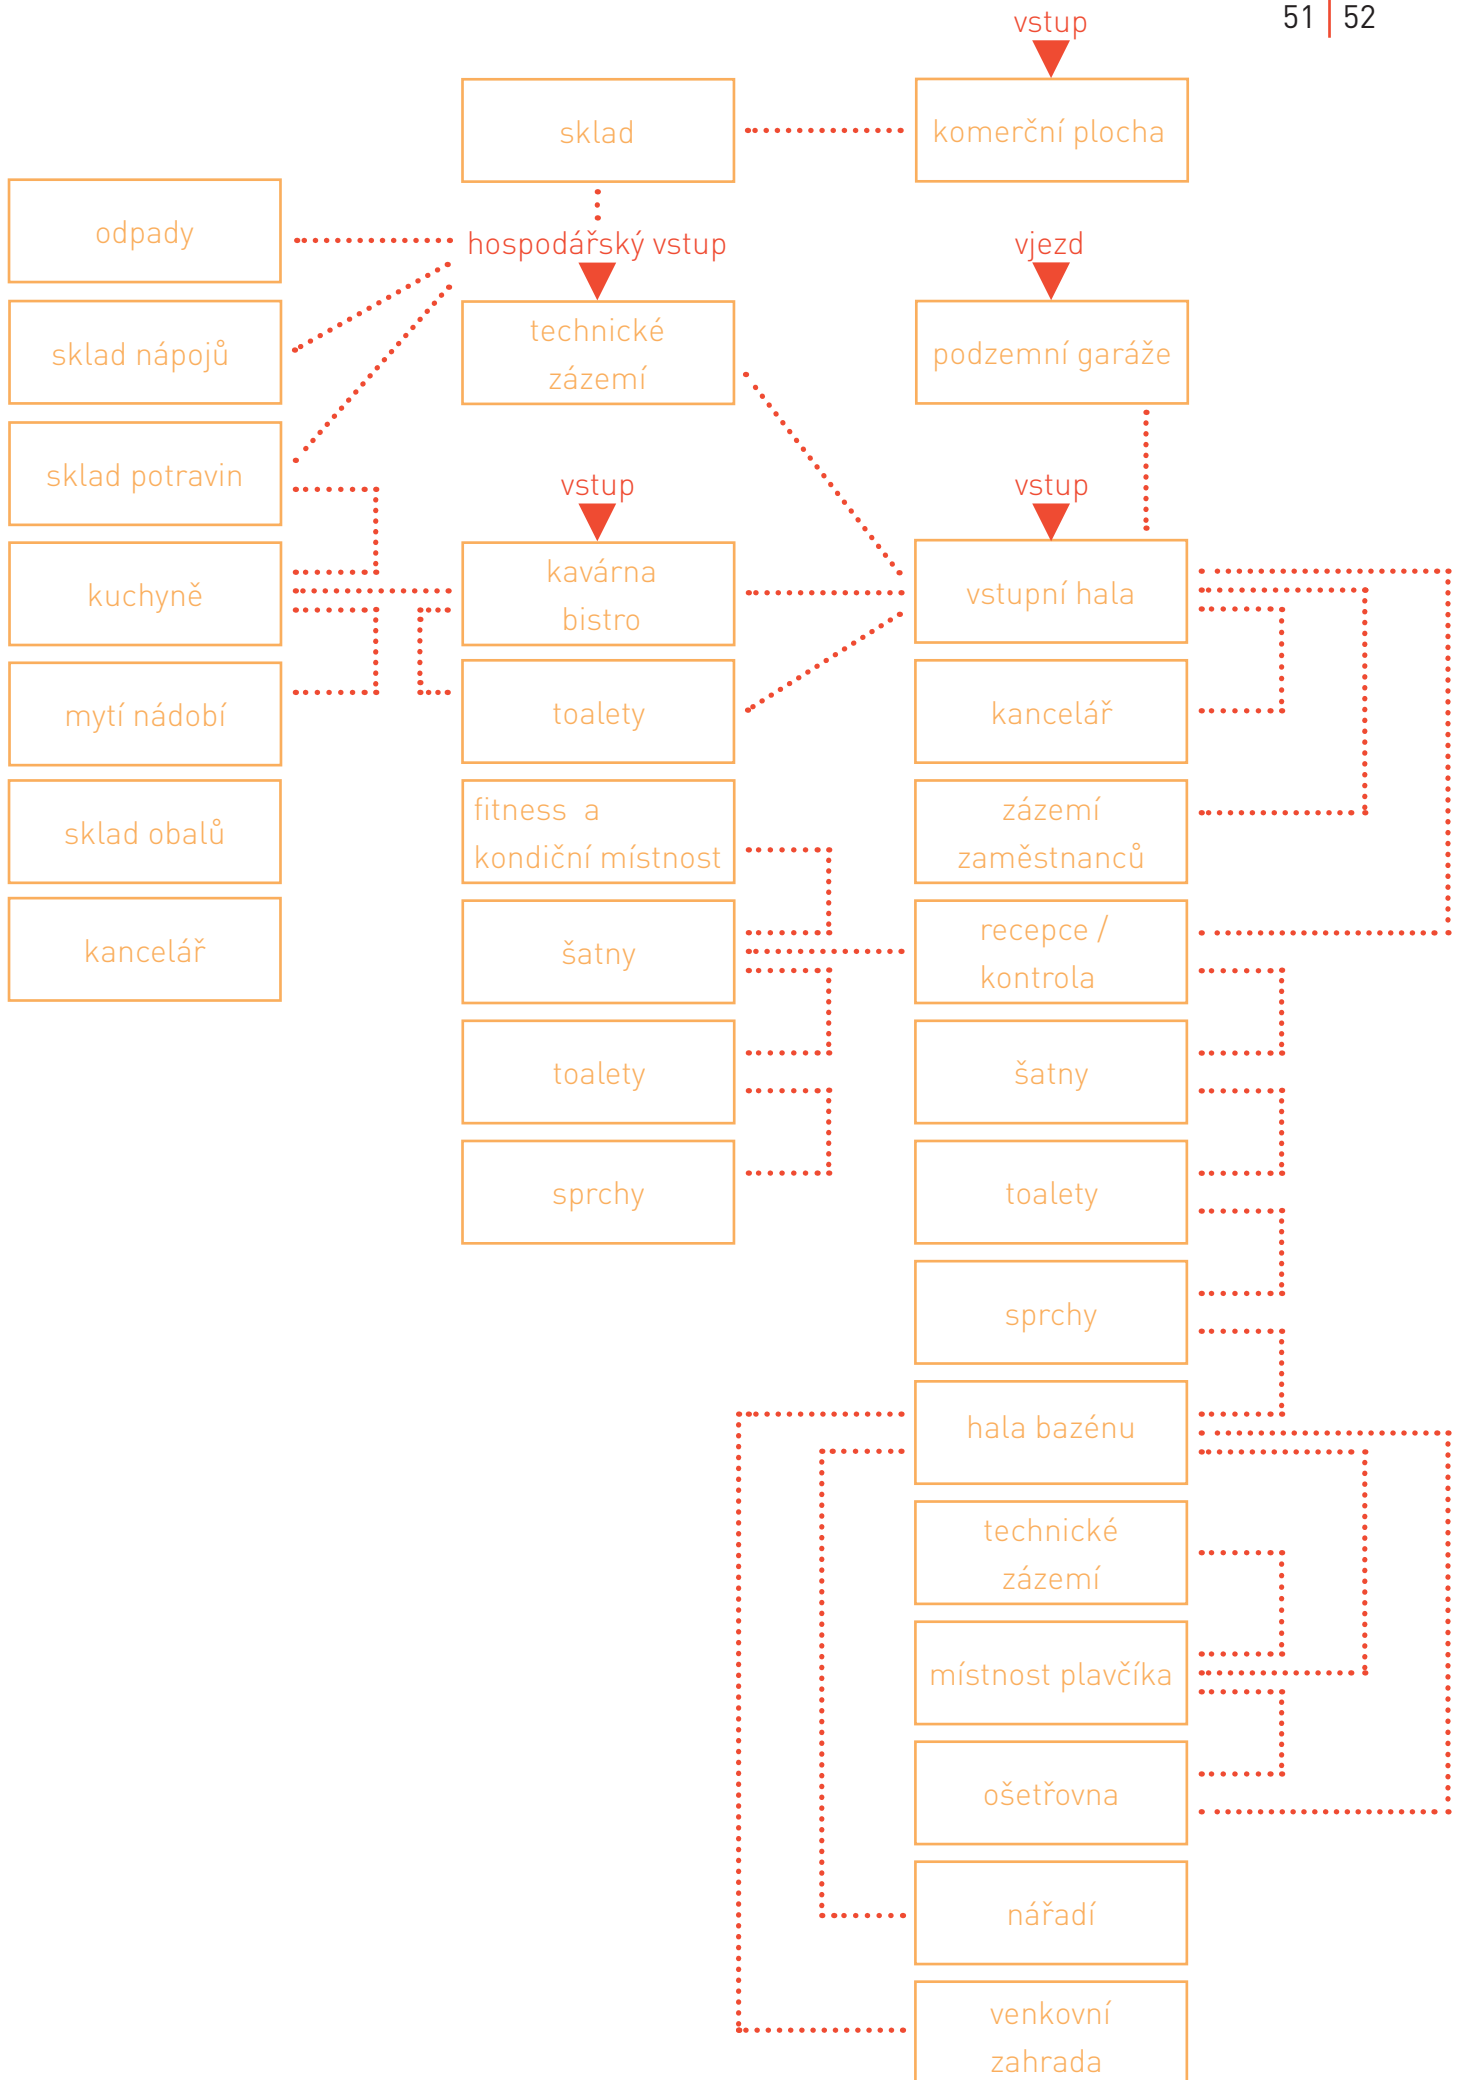 51 | 52
vstup
sklad
komerční plocha
odpady
hospodářský vstup
vjezd
sklad nápojů
technické
zázemí
podzemní garáže
sklad potravin
vstup
vstup
kuchyně
kavárna
bistro
vstupní hala
mytí nádobí
toalety
kancelář
sklad obalů
fitness a
kondiční místnost
zázemí
zaměstnanců
kancelář
šatny
recepce /
kontrola
toalety
šatny
sprchy
toalety
sprchy
hala bazénu
technické
zázemí
místnost plavčíka
ošetřovna
nářadí
venkovní
zahrada